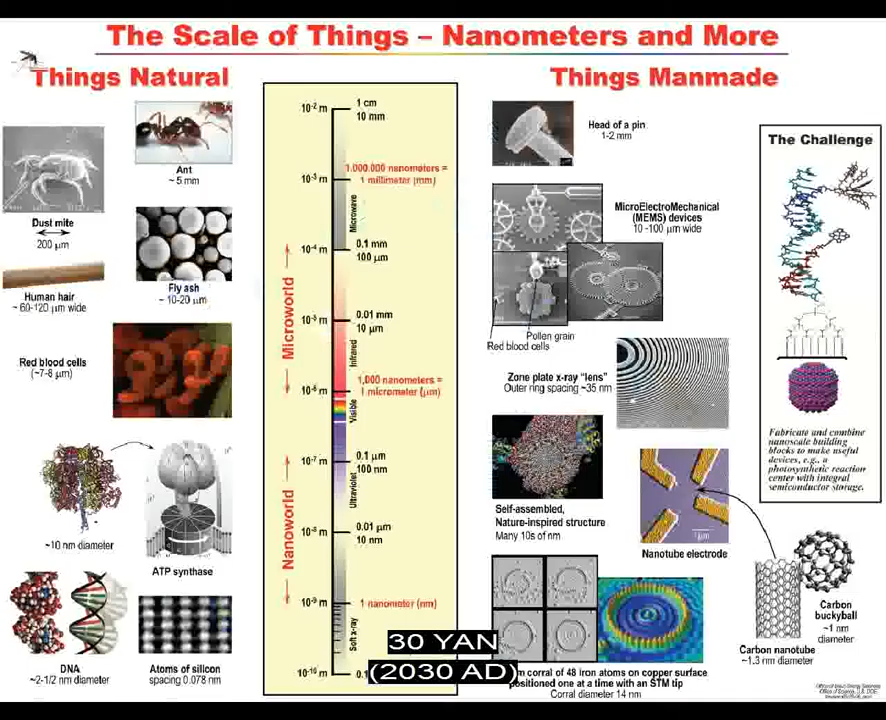 The Scale of Things – Nanometers and More
Things Natural
Things Manmade
Ant
~ 5 mm
Dust mite
200 µm
Human hair
~ 60-120 µm wide
Fly ash
~ 10-20 µm
Red blood cells
(~7-8 µm)
~10 nm diameter
ATP synthase
DNA
~2-1/2 nm diameter
Atoms of silicon
spacing 0.078 nm
10⁻² m
1 cm
10 mm
1,000,000 nanometers =
1 millimeter (mm)
10⁻³ m
Microwave
0.1 mm
100 µm
10⁻⁴ m
Microworld
0.01 mm
10 µm
10⁻⁵ m
Infrared
1,000 nanometers =
1 micrometer (µm)
10⁻⁶ m
Visible
0.1 µm
100 nm
10⁻⁷ m
Ultraviolet
Nanoworld
0.01 µm
10 nm
10⁻⁸ m
1 nanometer (nm)
10⁻⁹ m
Soft x-ray
10⁻¹⁰ m
0.1
Head of a pin
1-2 mm
MicroElectroMechanical
(MEMS) devices
10 -100 µm wide
Pollen grain
Red blood cells
Zone plate x-ray “lens”
Outer ring spacing ~35 nm
Self-assembled,
Nature-inspired structure
Many 10s of nm
Nanotube electrode
1µm
corral of 48 iron atoms on copper surface
positioned one at a time with an STM tip
Corral diameter 14 nm
Carbon nanotube
~1.3 nm diameter
Carbon
buckyball
~1 nm
diameter
The Challenge
Fabricate and combine
nanoscale building
blocks to make useful
devices, e.g., a
photosynthetic reaction
center with integral
semiconductor storage.
30 YAN
(2030 AD)